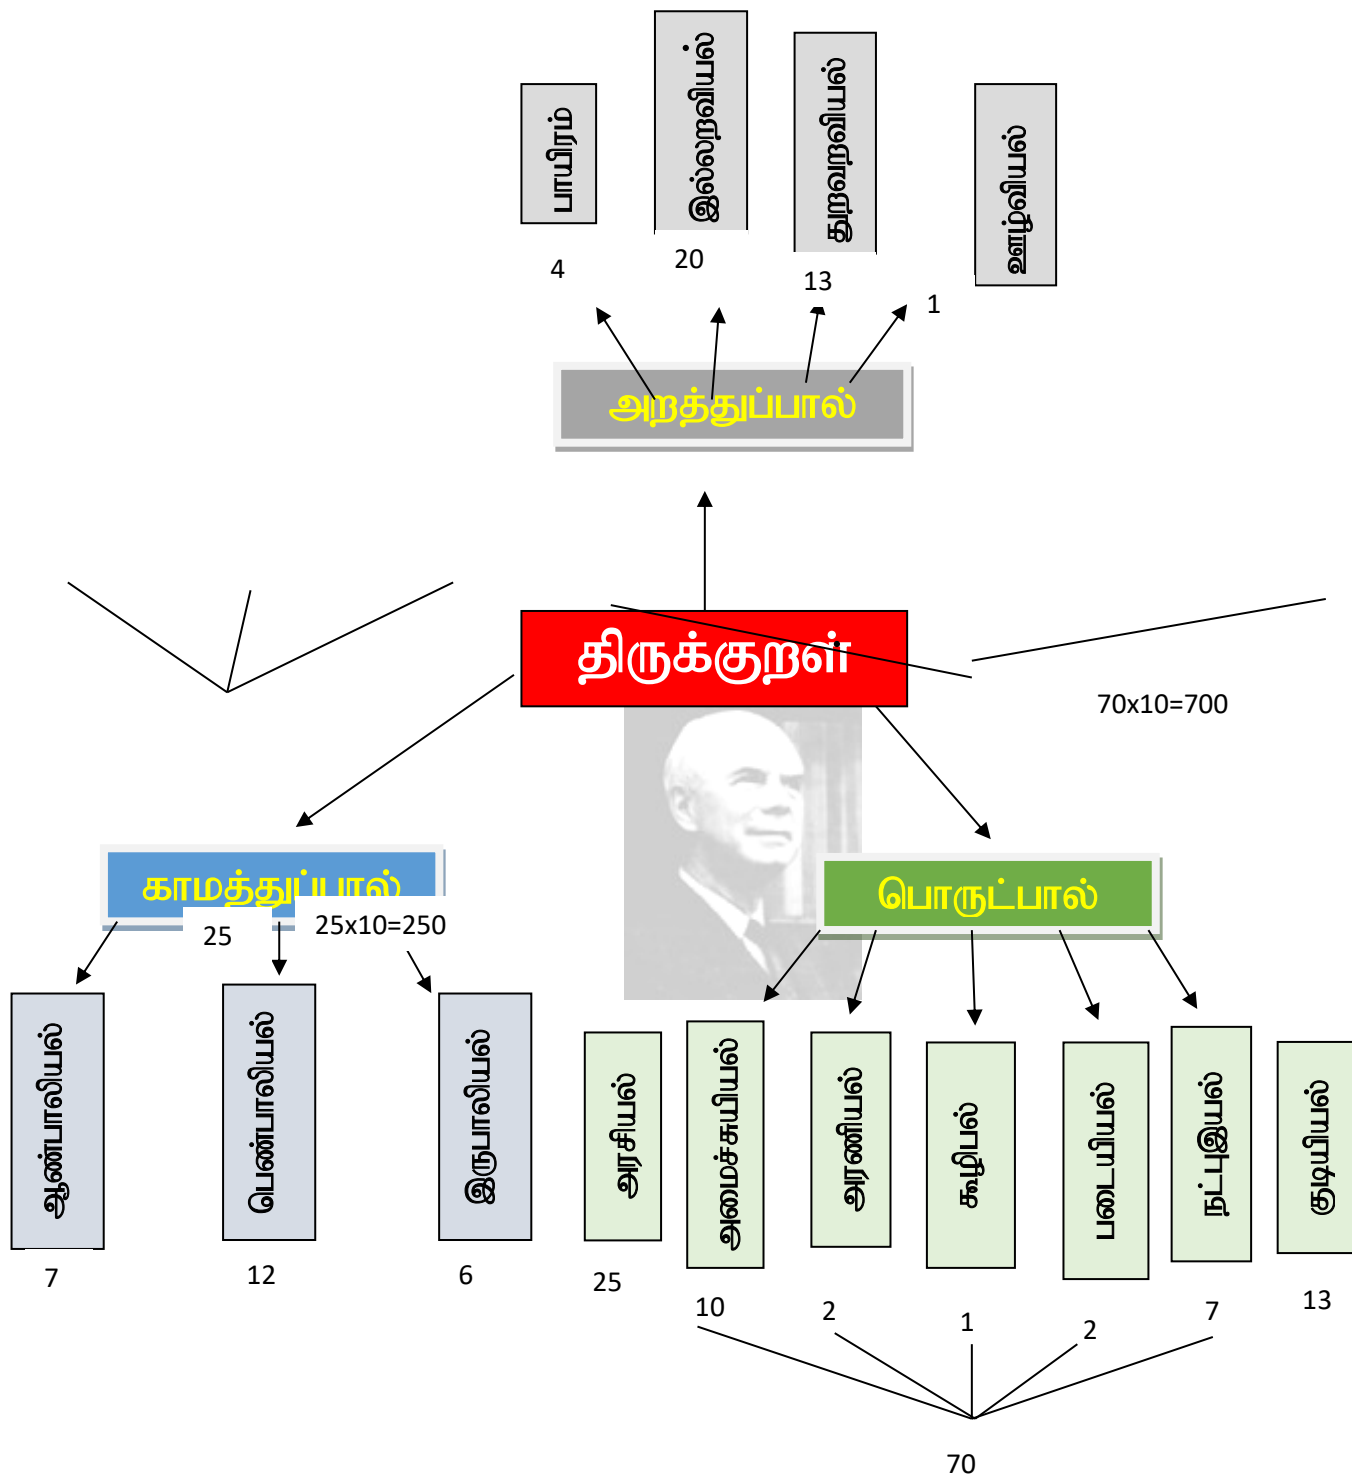 பாயிரம்
இல்லறவியல்
துறவறவியல்
ஊழ்வியல்
4
20
13
1
அறத்துப்பால்
திருக்குறள்
70x10=700
காமத்துப்பால்
பொருட்பால்
25
25x10=250
ஆண்பாலியல்
பெண்பாலியல்
இருபாலியல்
அரசியல்
அமைச்சுயியல்
அரணியல்
கூழியல்
படையியல்
நட்புஇயல்
குடியியல்
7
12
6
25
10
2
1
2
7
13
70